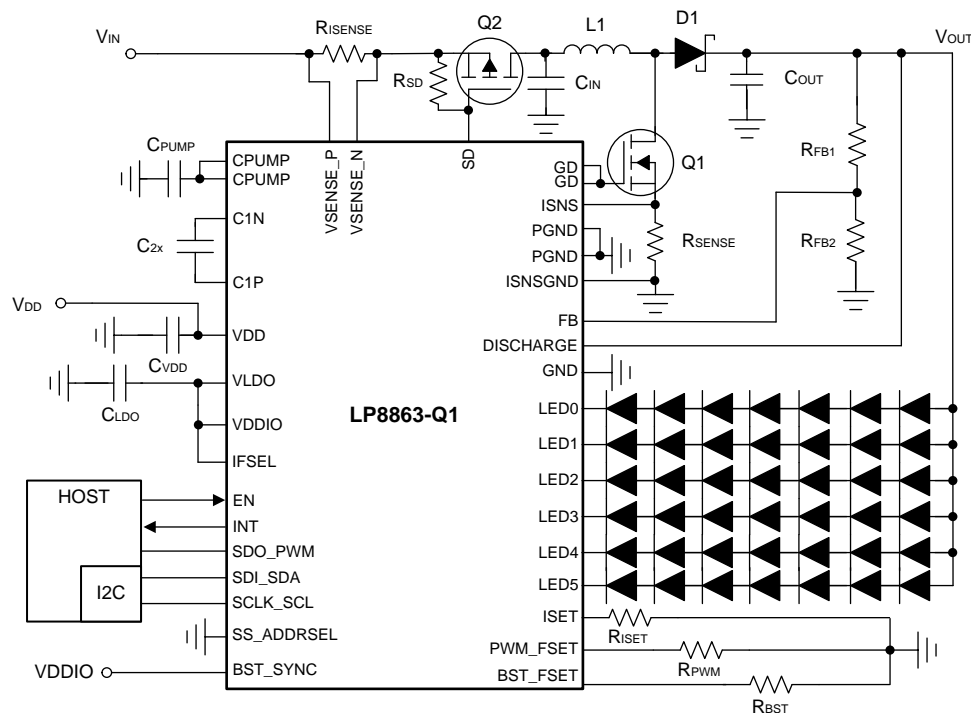 VIN
RISENSE
Q2
L1
D1
VOUT
RSD
CIN
COUT
CPUMP
CPUMP
CPUMP
VSENSE_P
VSENSE_N
SD
GD
GD
Q1
RFB1
C1N
ISNS
C2x
PGND
RSENSE
RFB2
PGND
C1P
ISNSGND
VDD
FB
VDD
DISCHARGE
CVDD
GND
VLDO
CLDO
LP8863-Q1
LED0
VDDIO
LED1
IFSEL
LED2
HOST
EN
LED3
INT
SDO_PWM
LED4
I2C
SDI_SDA
LED5
SCLK_SCL
ISET
RISET
SS_ADDRSEL
PWM_FSET
RPWM
VDDIO
BST_SYNC
BST_FSET
RBST